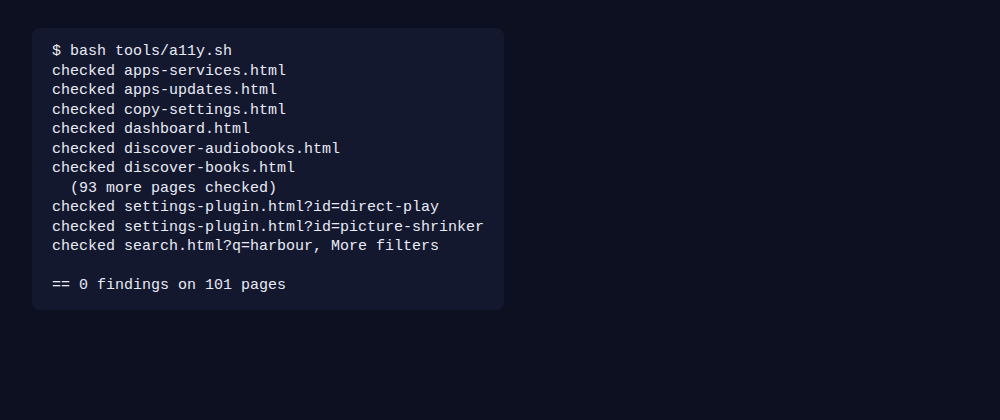 $ bash tools/a11y.sh
checked apps-services.html
checked apps-updates.html
checked copy-settings.html
checked dashboard.html
checked discover-audiobooks.html
checked discover-books.html
  (93 more pages checked)
checked settings-plugin.html?id=direct-play
checked settings-plugin.html?id=picture-shrinker
checked search.html?q=harbour, More filters

== 0 findings on 101 pages